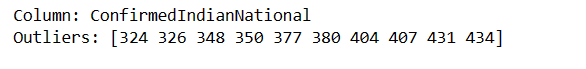 Column: ConfirmedIndianNational
Outliers: [324 326 348 350 377 380 404 407 431 434]